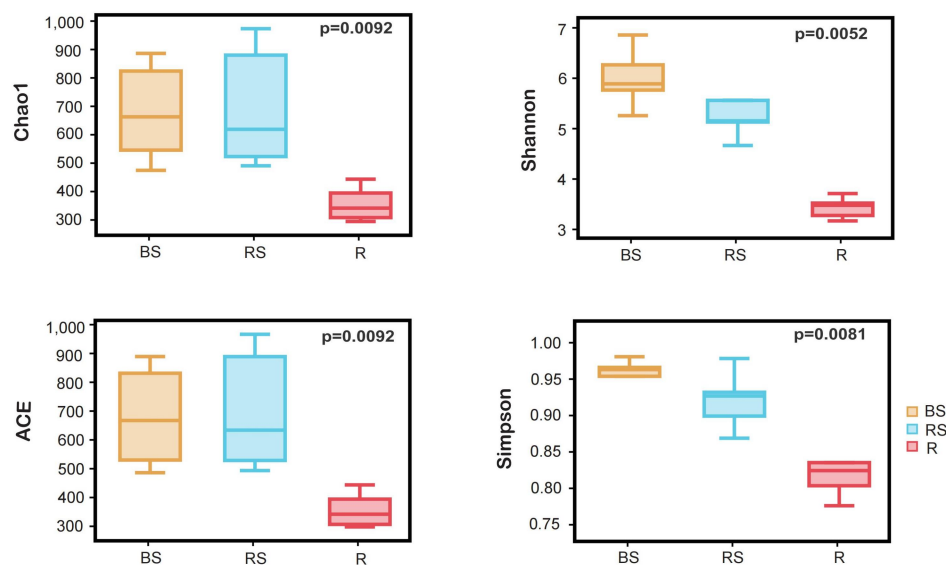 Chao1
1,000
900
800
700
600
500
400
300
p=0.0092
BS
RS
R
Shannon
7
6
5
4
3
p=0.0052
BS
RS
R
ACE
1,000
900
800
700
600
500
400
300
p=0.0092
BS
RS
R
Simpson
1.00
0.95
0.90
0.85
0.80
0.75
p=0.0081
BS
RS
R
BS
RS
R